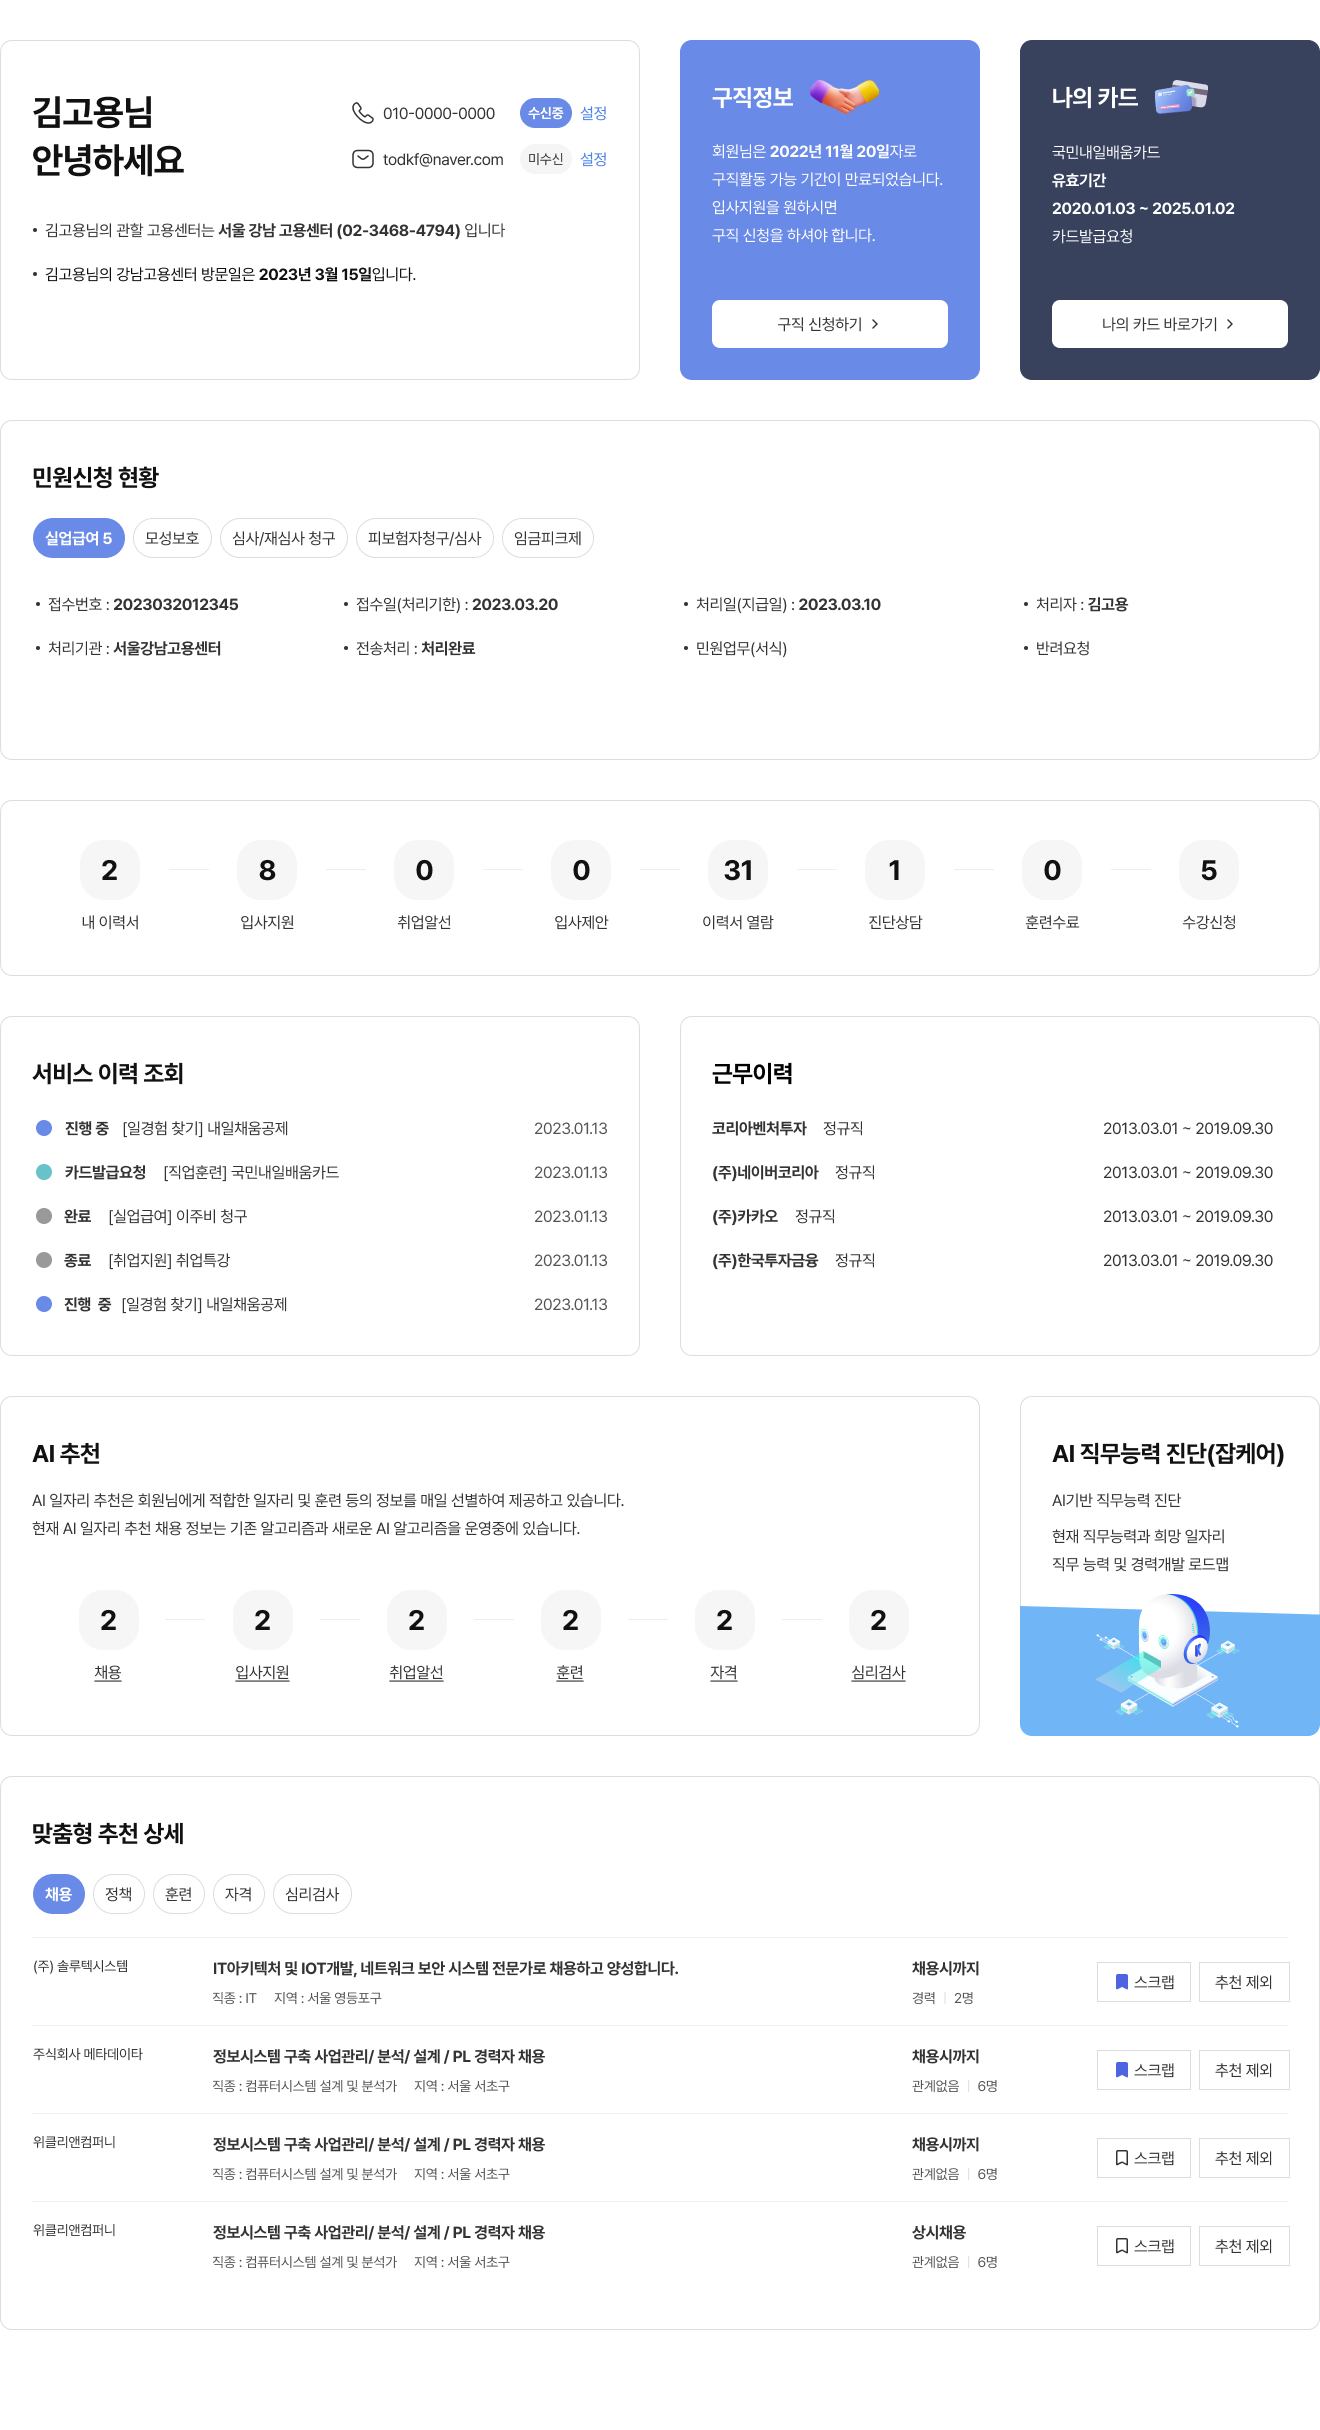 김고용님
안녕하세요
010-0000-0000 수신중 설정
todkf@naver.com 미수신 설정
• 김고용님의 관할 고용센터는 서울 강남 고용센터 (02-3468-4794) 입니다
• 김고용님의 강남고용센터 방문일은 2023년 3월 15일입니다.
구직정보
회원님은 2022년 11월 20일자로
구직활동 가능 기간이 만료되었습니다.
입사지원을 원하시면
구직 신청을 하셔야 합니다.
구직 신청하기 >
나의 카드
국민내일배움카드
유효기간
2020.01.03 ~ 2025.01.02
카드발급요청
나의 카드 바로가기 >
민원신청 현황
실업급여 5 모성보호 심사/재심사 청구 피보험자청구/심사 임금피크제
• 접수번호 : 2023032012345 • 접수일(처리기한) : 2023.03.20 • 처리일(지급일) : 2023.03.10 • 처리자 : 김고용
• 처리기관 : 서울강남고용센터 • 전송처리 : 처리완료 • 민원업무(서식) • 반려요청
2 8 0 0 31 1 0 5
내 이력서 입사지원 취업알선 입사제안 이력서 열람 진단상담 훈련수료 수강신청
서비스 이력 조회
진행 중 [일경험 찾기] 내일채움공제 2023.01.13
카드발급요청 [직업훈련] 국민내일배움카드 2023.01.13
완료 [실업급여] 이주비 청구 2023.01.13
종료 [취업지원] 취업특강 2023.01.13
진행 중 [일경험 찾기] 내일채움공제 2023.01.13
근무이력
코리아벤처투자 정규직 2013.03.01 ~ 2019.09.30
(주)네이버코리아 정규직 2013.03.01 ~ 2019.09.30
(주)카카오 정규직 2013.03.01 ~ 2019.09.30
(주)한국투자금융 정규직 2013.03.01 ~ 2019.09.30
AI 추천
AI 일자리 추천은 회원님에게 적합한 일자리 및 훈련 등의 정보를 매일 선별하여 제공하고 있습니다.
현재 AI 일자리 추천 채용 정보는 기존 알고리즘과 새로운 AI 알고리즘을 운영중에 있습니다.
2 2 2 2 2 2
채용 입사지원 취업알선 훈련 자격 심리검사
AI 직무능력 진단(잡케어)
AI기반 직무능력 진단
현재 직무능력과 희망 일자리
직무 능력 및 경력개발 로드맵
K
맞춤형 추천 상세
채용 정책 훈련 자격 심리검사
(주) 솔루텍시스템 IT아키텍처 및 IOT개발, 네트워크 보안 시스템 전문가로 채용하고 양성합니다. 채용시까지 스크랩 추천 제외
직종 : IT 지역 : 서울 영등포구 경력 | 2명
주식회사 메타데이타 정보시스템 구축 사업관리/ 분석/ 설계 / PL 경력자 채용 채용시까지 스크랩 추천 제외
직종 : 컴퓨터시스템 설계 및 분석가 지역 : 서울 서초구 관계없음 | 6명
위클리앤컴퍼니 정보시스템 구축 사업관리/ 분석/ 설계 / PL 경력자 채용 채용시까지 스크랩 추천 제외
직종 : 컴퓨터시스템 설계 및 분석가 지역 : 서울 서초구 관계없음 | 6명
위클리앤컴퍼니 정보시스템 구축 사업관리/ 분석/ 설계 / PL 경력자 채용 상시채용 스크랩 추천 제외
직종 : 컴퓨터시스템 설계 및 분석가 지역 : 서울 서초구 관계없음 | 6명